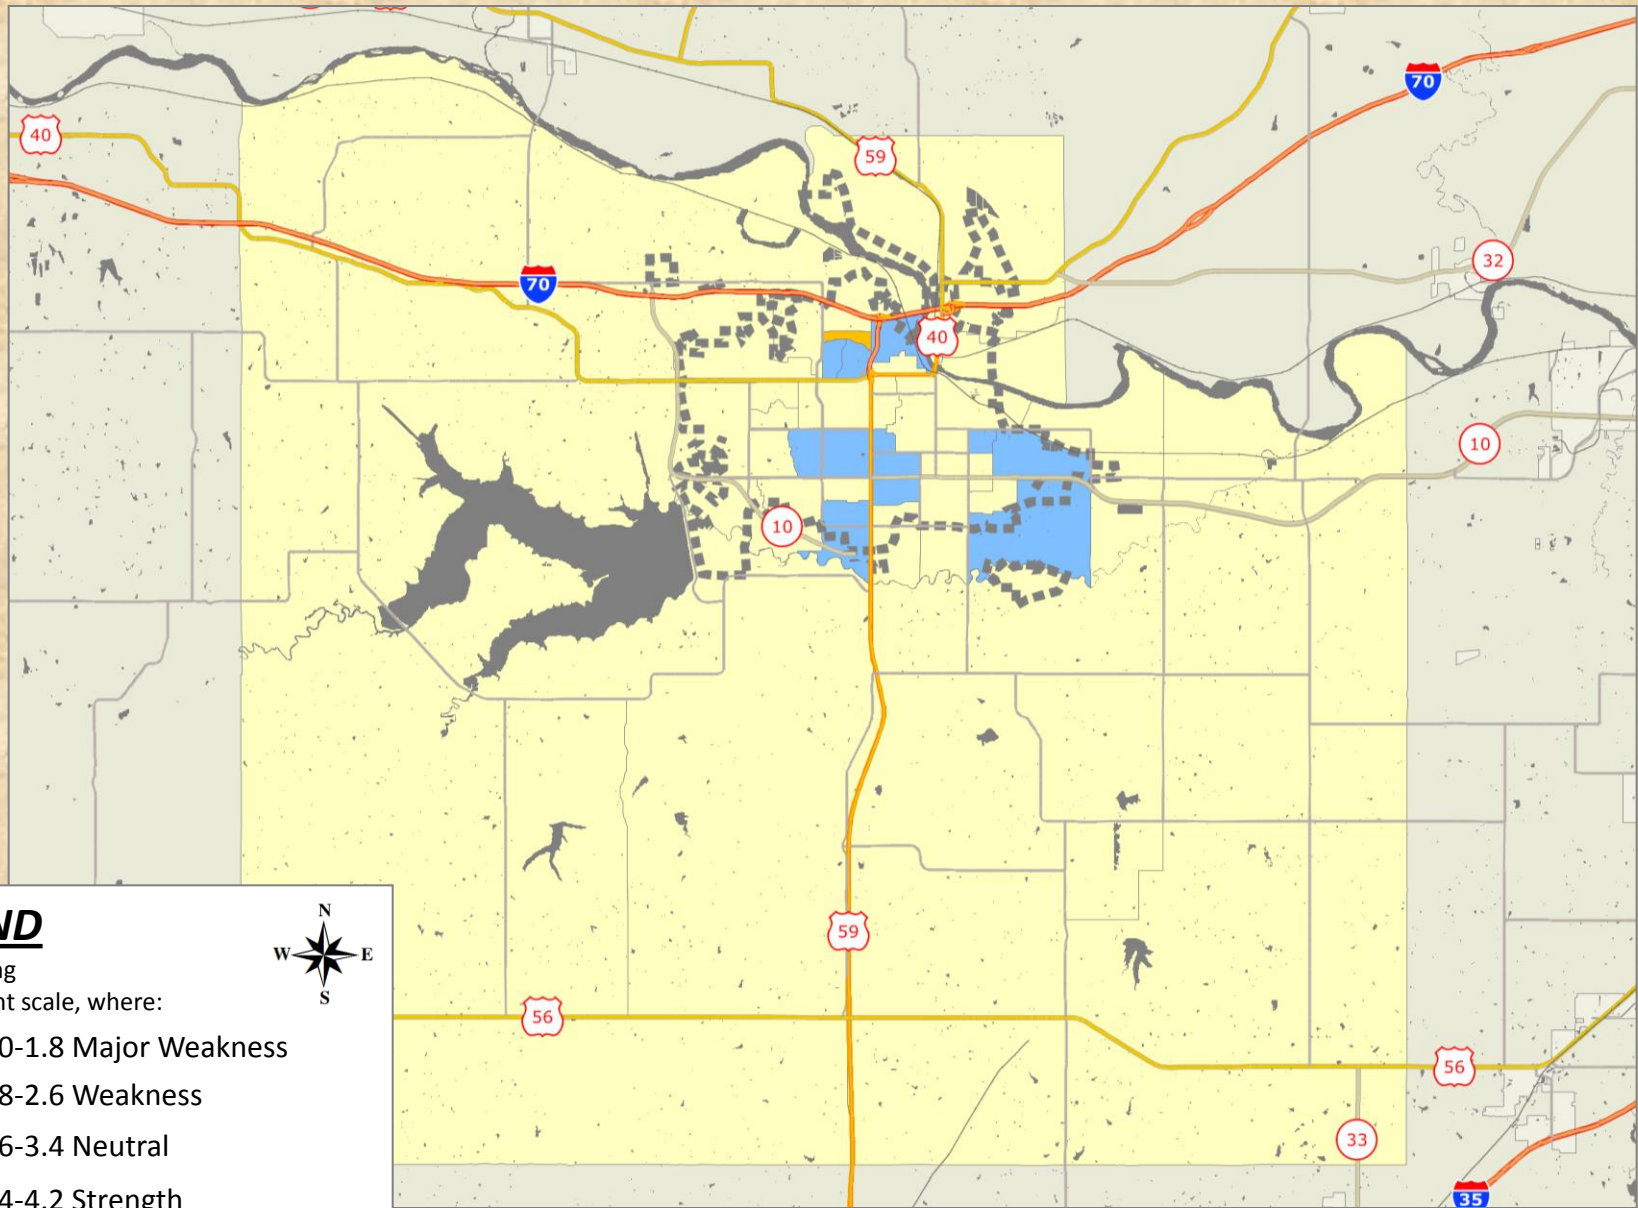 70
40
59
32
70
40
10
10
59
56
56
33
35
ND
N
W E
S
ng
nt scale, where:
0-1.8 Major Weakness
8-2.6 Weakness
6-3.4 Neutral
4-4.2 Strength